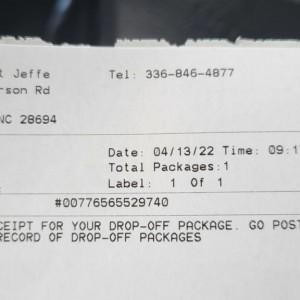 t Jeffe Tel: 336-846-4877
rson Rd
NC 28694
Date: 04/13/22 Time: 09:1
Total Packages:1
Label: 1 Of 1
#00776565529740
CEIPT FOR YOUR DROP-OFF PACKAGE. GO POST
RECORD OF DROP-OFF PACKAGES